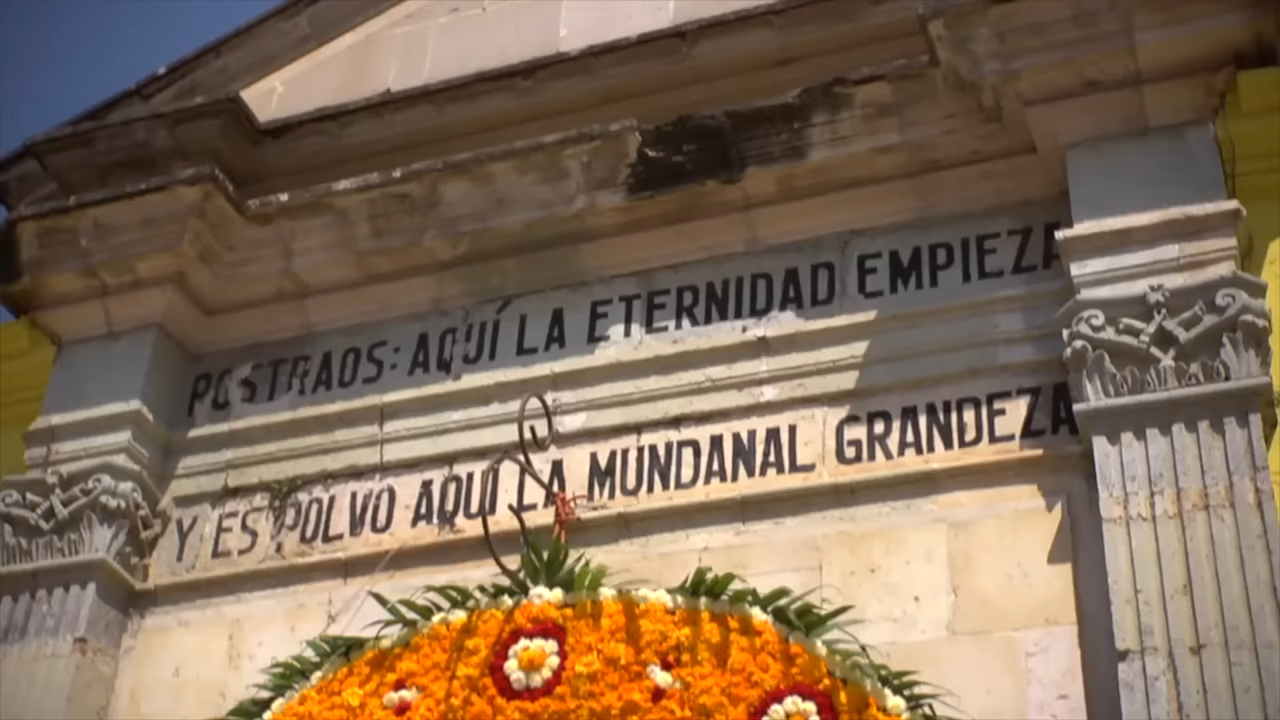 POSTRAOS: AQUÍ LA ETERNIDAD EMPIEZA
Y ES POLVO AQUÍ LA MUNDANAL GRANDEZA